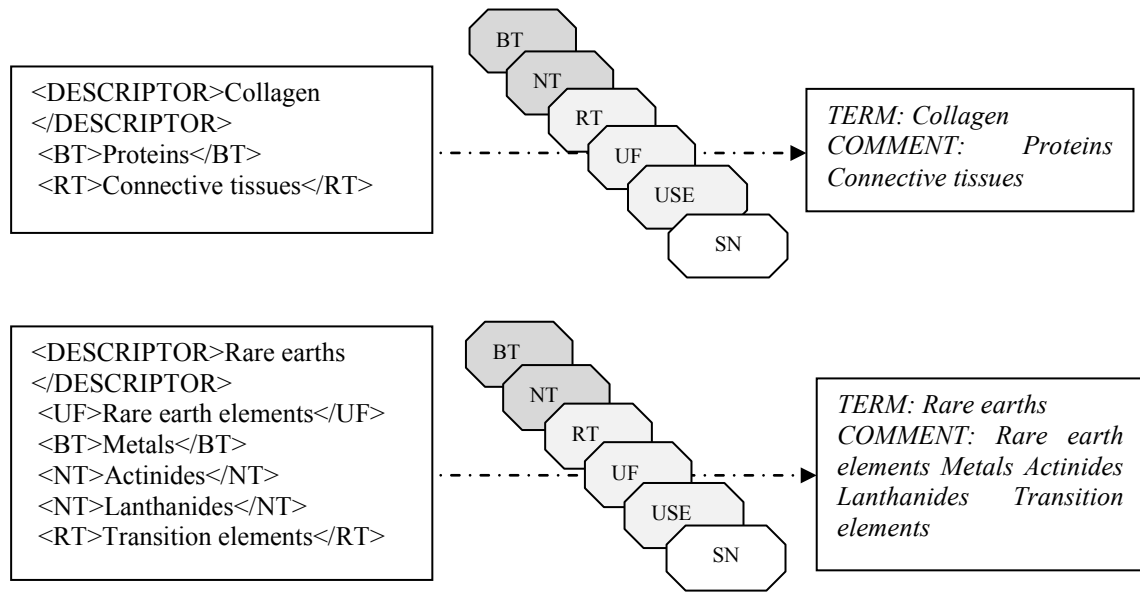 <DESCRIPTOR>Collagen
</DESCRIPTOR>
<BT>Proteins</BT>
<RT>Connective tissues</RT>
BT
NT
RT
UF
USE
SN
TERM: Collagen
COMMENT: Proteins
Connective tissues
<DESCRIPTOR>Rare earths
</DESCRIPTOR>
<UF>Rare earth elements</UF>
<BT>Metals</BT>
<NT>Actinides</NT>
<NT>Lanthanides</NT>
<RT>Transition elements</RT>
BT
NT
RT
UF
USE
SN
TERM: Rare earths
COMMENT: Rare earth
elements Metals Actinides
Lanthanides Transition
elements